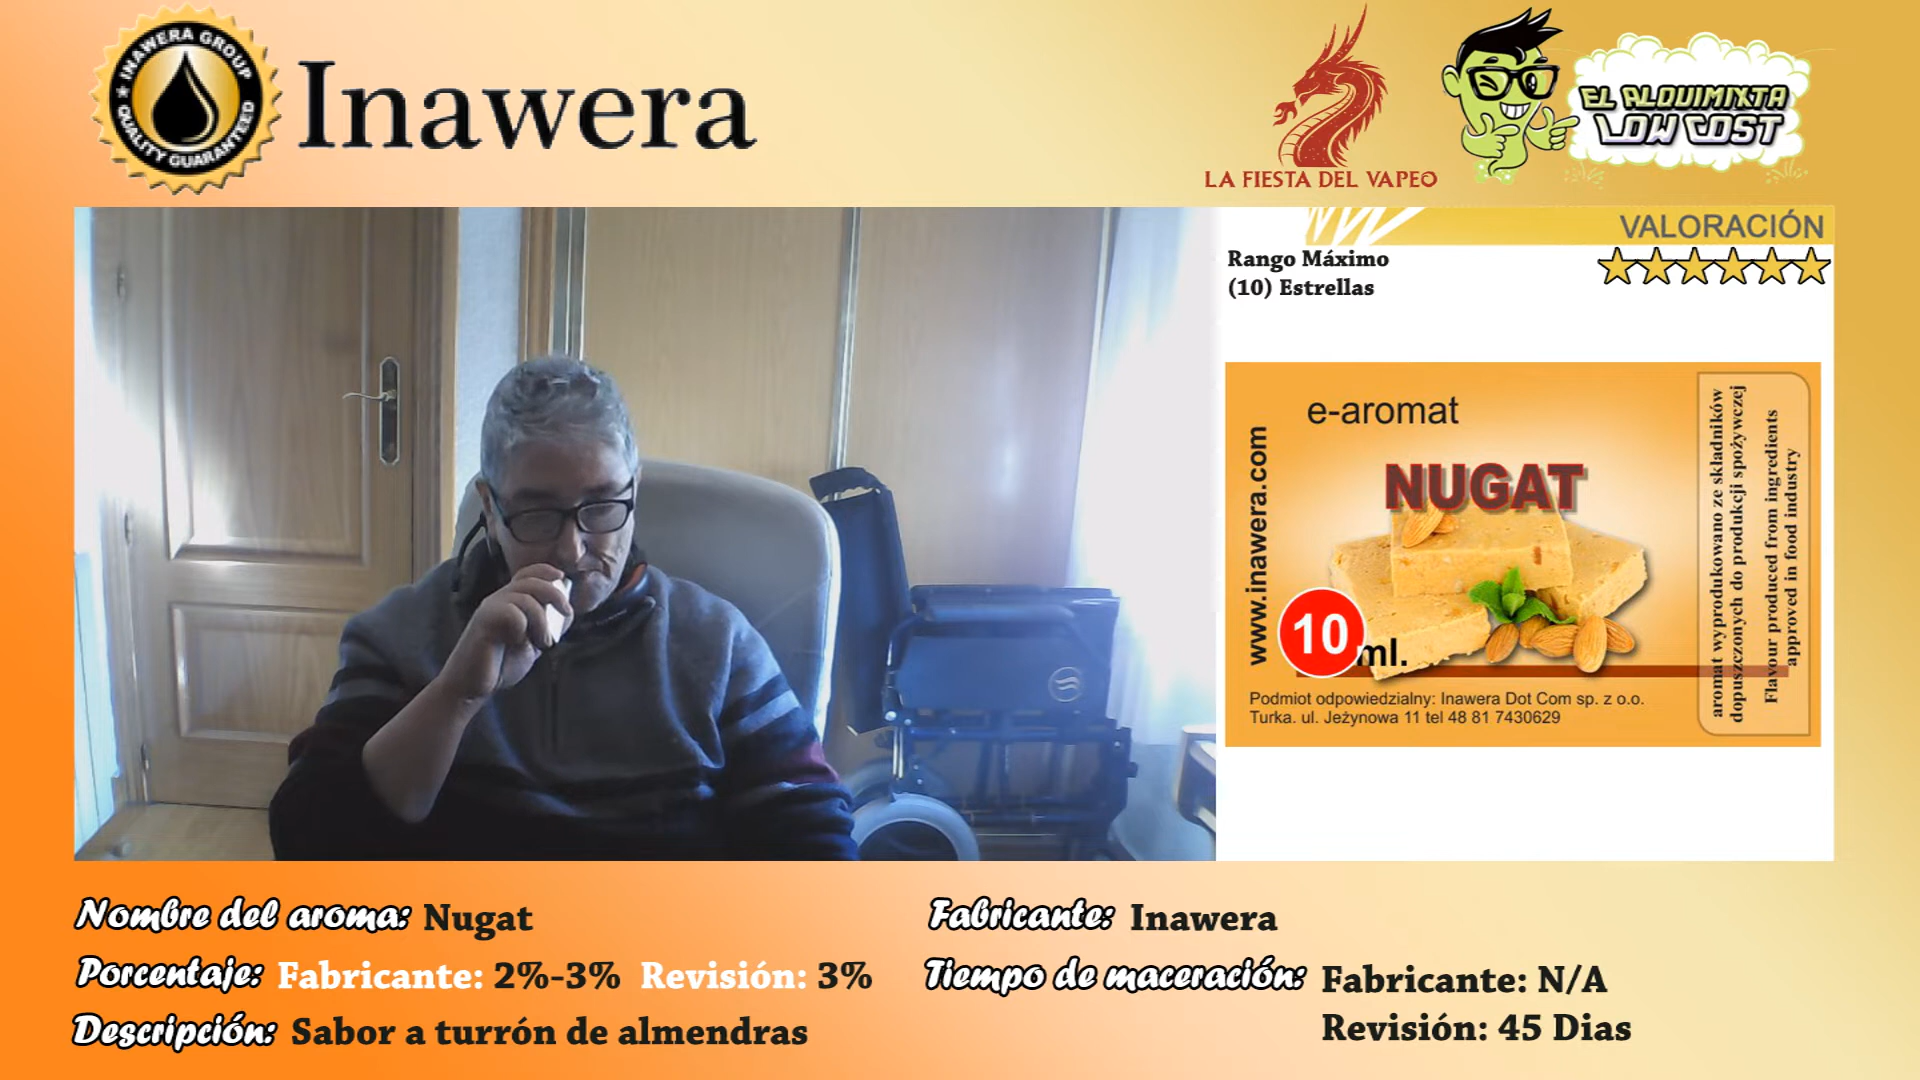 INAWERA GROUP
QUALITY GUARANTEED
Inawera
LA FIESTA DEL VAPEO
EL ALQUIMIXTA
LOW COST
VALORACIÓN
Rango Máximo
(10) Estrellas
e-aromat
NUGAT
www.inawera.com
10
ml.
Podmiot odpowiedzialny: Inawera Dot Com sp. z o.o.
Turka. ul. Jeżynowa 11 tel 48 81 7430629
aromat wyprodukowano ze składników
dopuszczonych do produkcji spożywczej
Flavour produced from ingredients
approved in food industry
Nombre del aroma: Nugat
Fabricante: Inawera
Porcentaje: Fabricante: 2%-3% Revisión: 3%
Tiempo de maceración: Fabricante: N/A
Revisión: 45 Dias
Descripción: Sabor a turrón de almendras